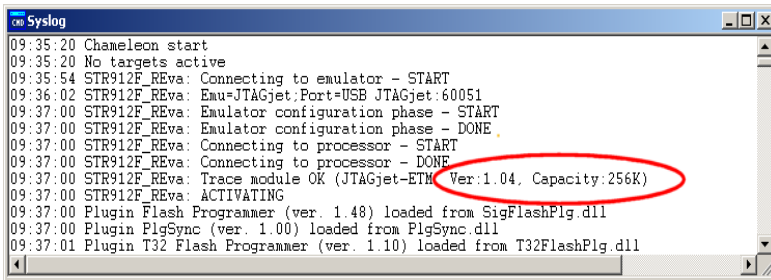 CMD Syslog
09:35:20 Chameleon start
09:35:20 No targets active
09:35:54 STR912F_REva: Connecting to emulator - START
09:36:02 STR912F_REva: Emu=JTAGjet;Port=USB JTAGjet:60051
09:37:00 STR912F_REva: Emulator configuration phase - START
09:37:00 STR912F_REva: Emulator configuration phase - DONE
09:37:00 STR912F_REva: Connecting to processor - START
09:37:00 STR912F_REva: Connecting to processor - DONE
09:37:00 STR912F_REva: Trace module OK (JTAGjet-ETM Ver:1.04, Capacity:256K)
09:37:00 STR912F_REva: ACTIVATING
09:37:00 Plugin Flash Programmer (ver. 1.48) loaded from SigFlashPlg.dll
09:37:00 Plugin PlgSync (ver. 1.00) loaded from PlgSync.dll
09:37:01 Plugin T32 Flash Programmer (ver. 1.10) loaded from T32FlashPlg.dll